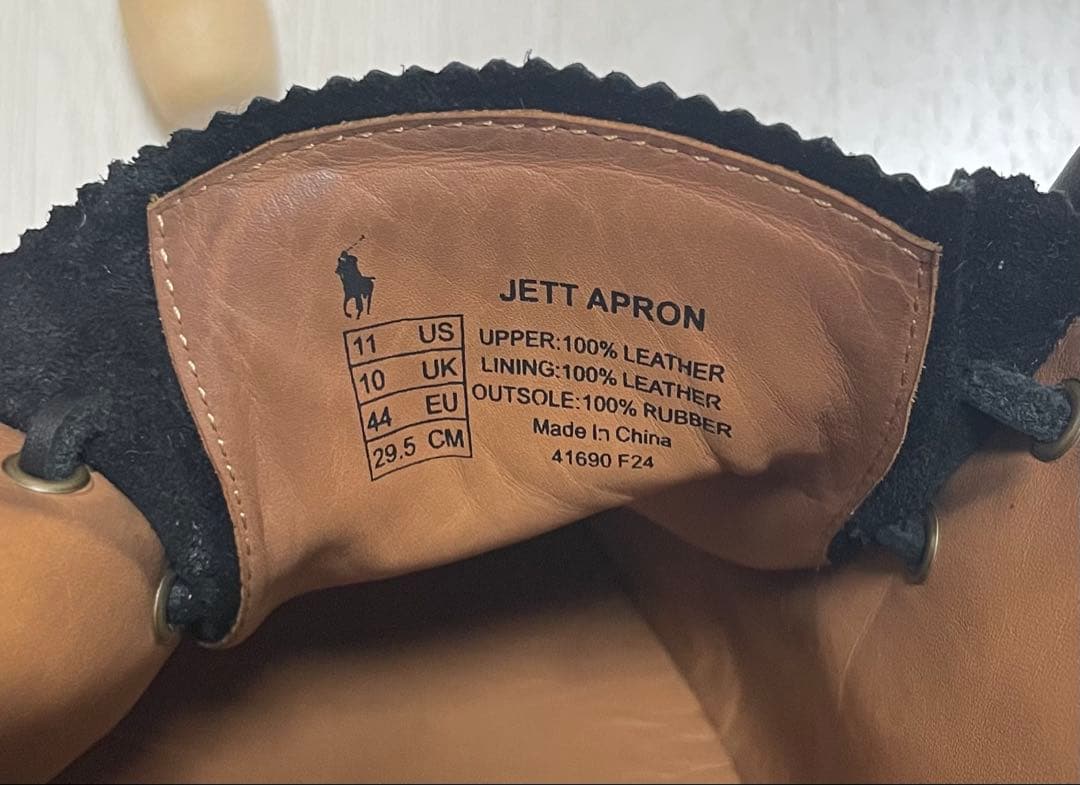 JETT APRON
11 US
10 UK
44 EU
29.5 CM
UPPER:100% LEATHER
LINING:100% LEATHER
OUTSOLE:100% RUBBER
Made In China
41690 F24